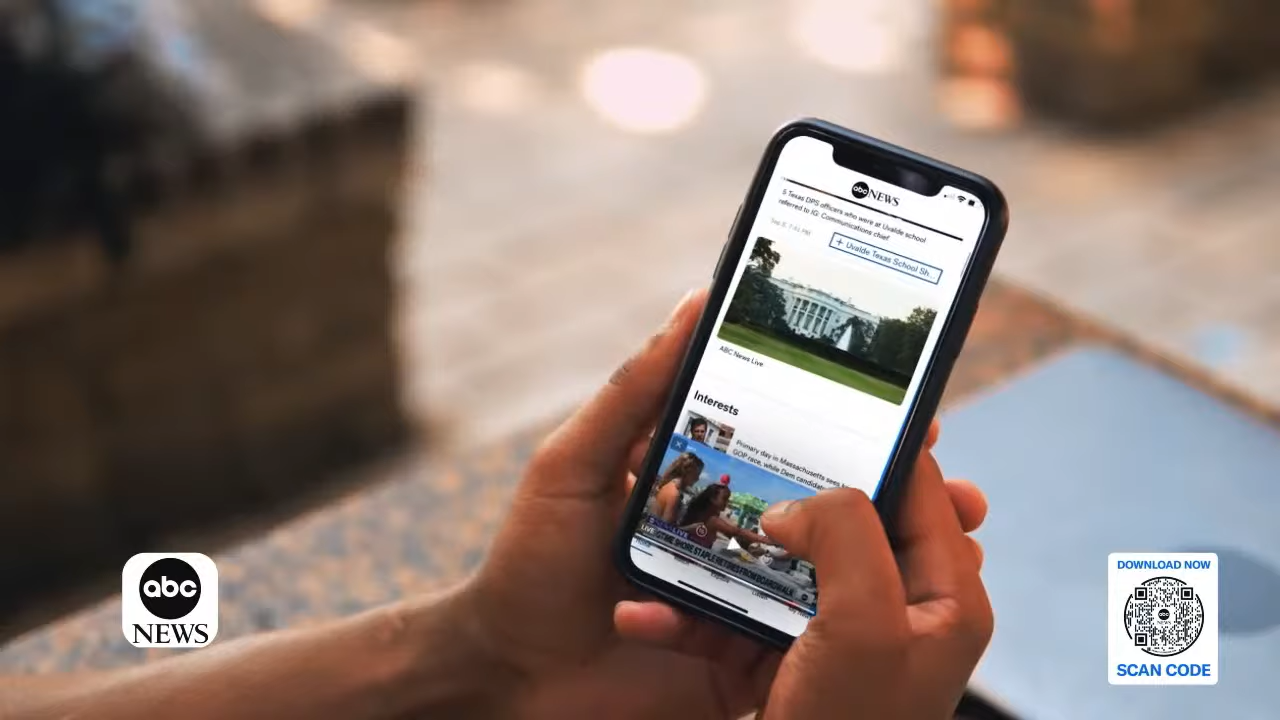 abc NEWS
5 Texas DPS officers who were at Uvalde school
referred to IG: Communications chief
+ Uvalde Texas School Sh...
ABC News Live
Interests
Primary day in Massachusetts sees
GOP race, while Dem candidate
LIVE
abc
NEWS
DOWNLOAD NOW
SCAN CODE